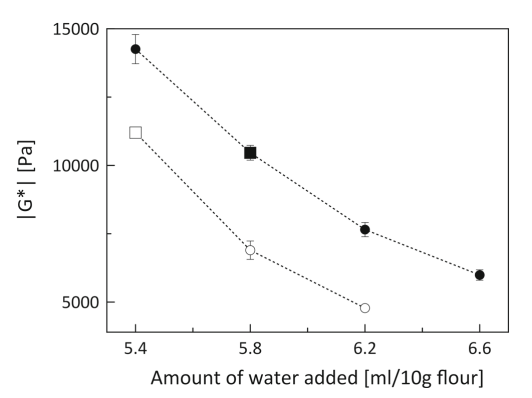 15000
10000
5000
|G*| [Pa]
5.4 5.8 6.2 6.6
Amount of water added [ml/10g flour]